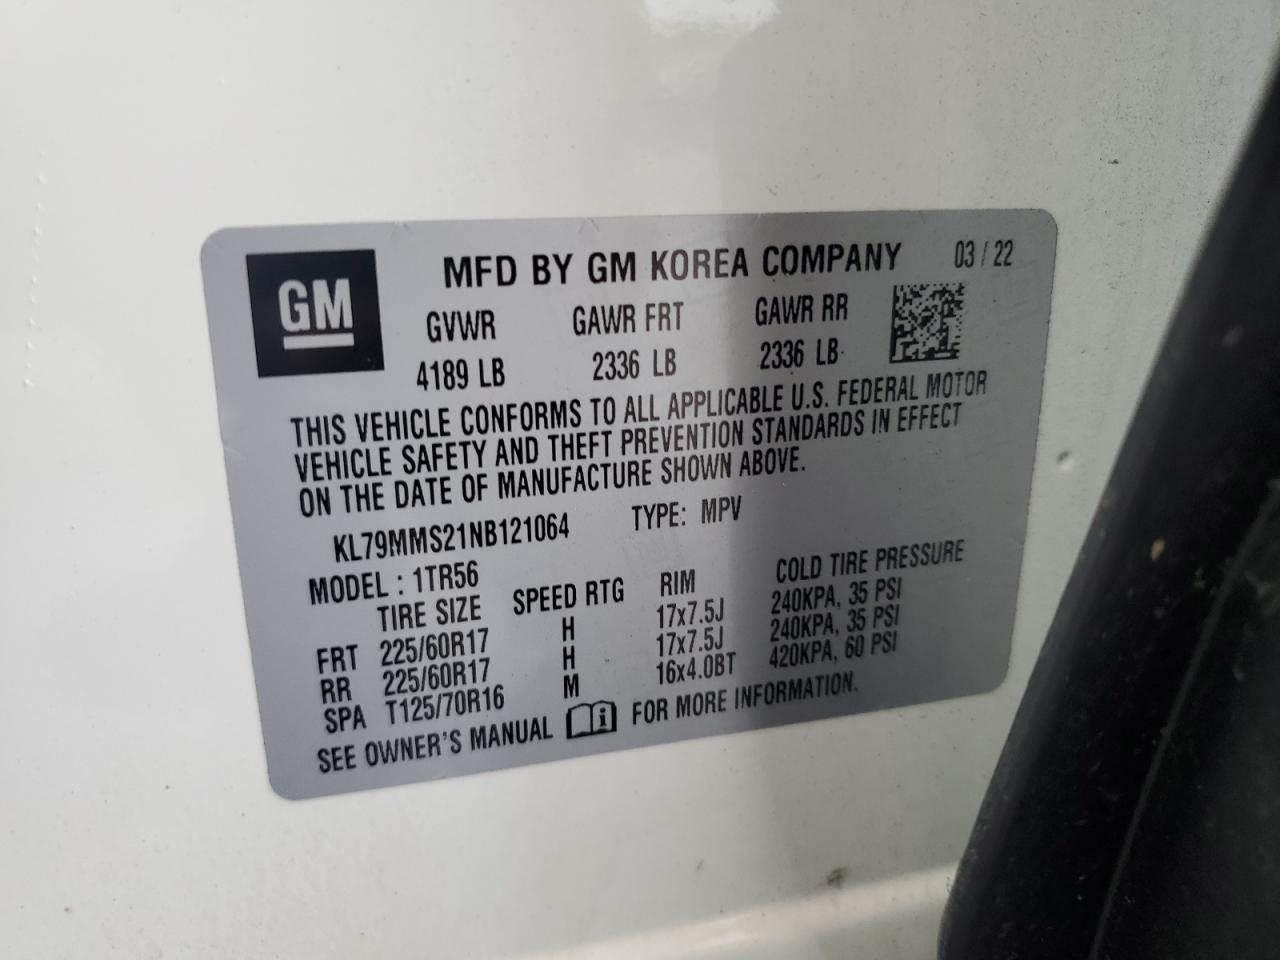 GM
MFD BY GM KOREA COMPANY 03 / 22
GVWR GAWR FRT GAWR RR
4189 LB 2336 LB 2336 LB
THIS VEHICLE CONFORMS TO ALL APPLICABLE U.S. FEDERAL MOTOR
VEHICLE SAFETY AND THEFT PREVENTION STANDARDS IN EFFECT
ON THE DATE OF MANUFACTURE SHOWN ABOVE.
KL79MMS21NB121064 TYPE: MPV
MODEL : 1TR56
TIRE SIZE SPEED RTG RIM COLD TIRE PRESSURE
FRT 225/60R17 H 17x7.5J 240KPA, 35 PSI
RR 225/60R17 H 17x7.5J 240KPA, 35 PSI
SPA T125/70R16 M 16x4.0BT 420KPA, 60 PSI
SEE OWNER'S MANUAL i FOR MORE INFORMATION.